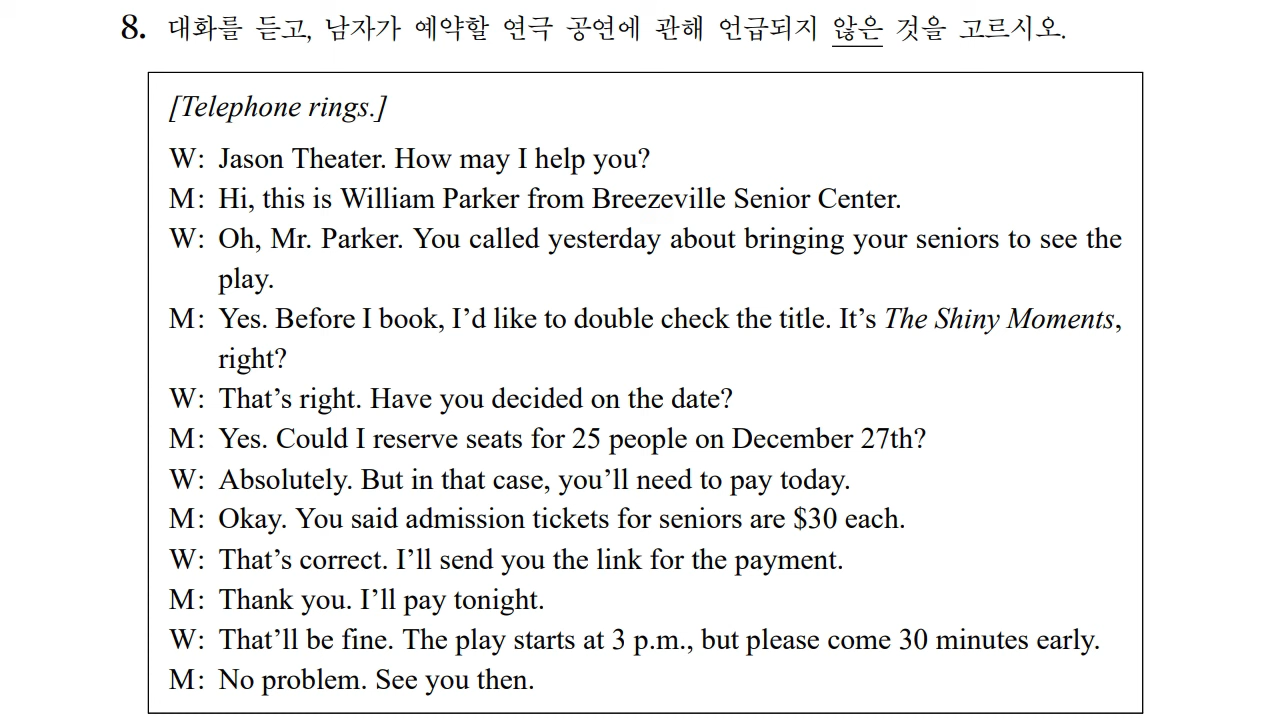 8. 대화를 듣고, 남자가 예약할 연극 공연에 관해 언급되지 않은 것을 고르시오.
[Telephone rings.]
W: Jason Theater. How may I help you?
M: Hi, this is William Parker from Breezeville Senior Center.
W: Oh, Mr. Parker. You called yesterday about bringing your seniors to see the
play.
M: Yes. Before I book, I’d like to double check the title. It’s The Shiny Moments,
right?
W: That’s right. Have you decided on the date?
M: Yes. Could I reserve seats for 25 people on December 27th?
W: Absolutely. But in that case, you’ll need to pay today.
M: Okay. You said admission tickets for seniors are $30 each.
W: That’s correct. I’ll send you the link for the payment.
M: Thank you. I’ll pay tonight.
W: That’ll be fine. The play starts at 3 p.m., but please come 30 minutes early.
M: No problem. See you then.